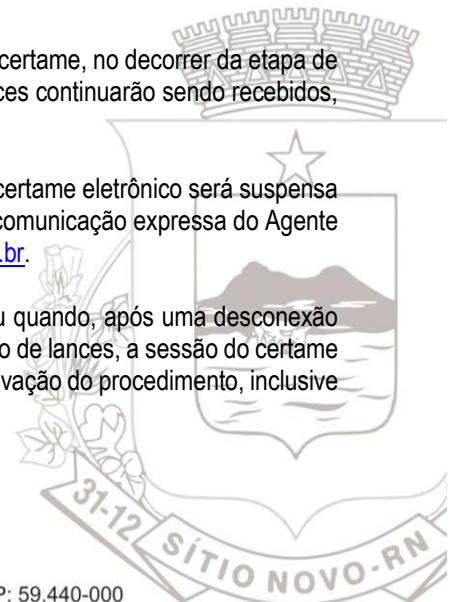 certame, no decorrer da etapa de
ces continuarão sendo recebidos,
certame eletrônico será suspensa
comunicação expressa do Agente
.br.
u quando, após uma desconexão
o de lances, a sessão do certame
vação do procedimento, inclusive
31-12
SÍTIO NOVO-RN
P: 59.440-000